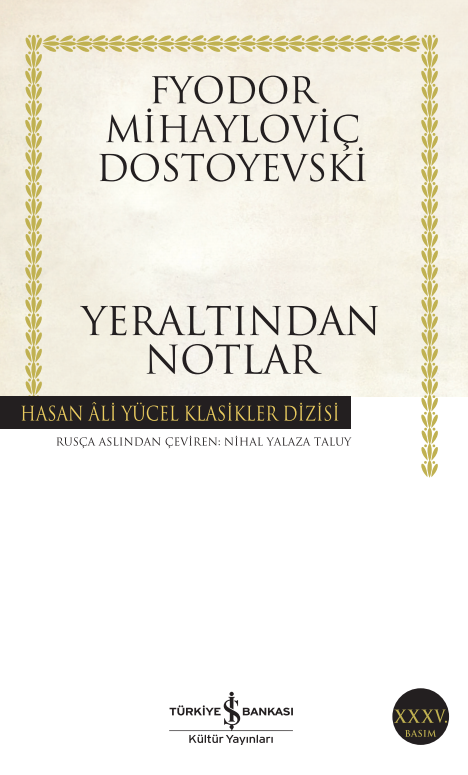 FYODOR
MİHAYLOVİÇ
DOSTOYEVSKİ
YERALTINDAN
NOTLAR
HASAN ÂLİ YÜCEL KLASİKLER DİZİSİ
RUSÇA ASLINDAN ÇEVİREN: NİHAL YALAZA TALUY
TÜRKİYE İŞ BANKASI
Kültür Yayınları
XXXV.
BASIM